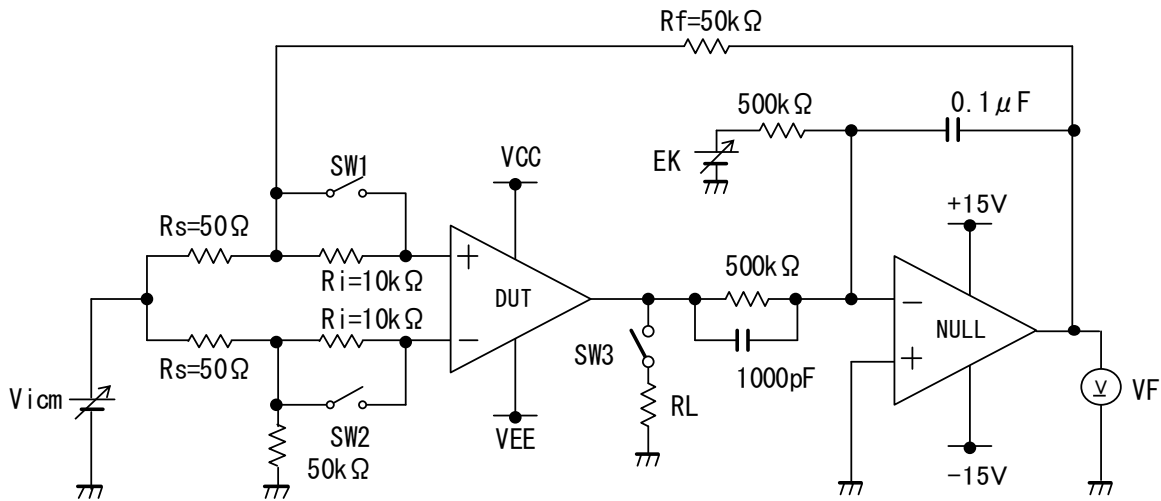 Rf=50kΩ
500kΩ
0.1μF
EK
SW1
VCC
Rs=50Ω
+15V
Ri=10kΩ
500kΩ
DUT
Ri=10kΩ
NULL
Rs=50Ω
SW3
1000pF
Vicm
V
VF
RL
SW2
VEE
50kΩ
-15V